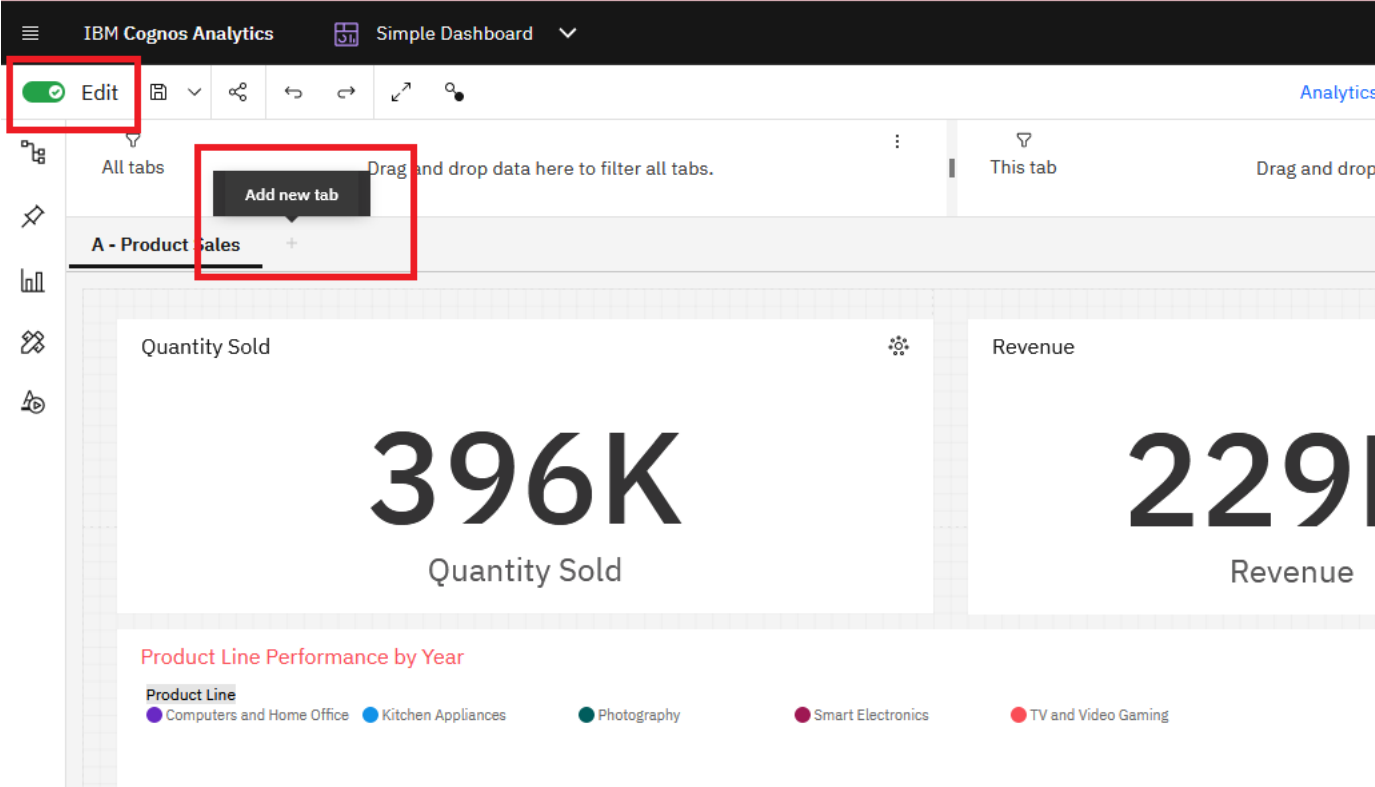 IBM Cognos Analytics
Simple Dashboard
Edit
Analytics
All tabs
Drag and drop data here to filter all tabs.
This tab
Drag and drop
Add new tab
A - Product Sales
+
Quantity Sold
Revenue
396K
229
Quantity Sold
Revenue
Product Line Performance by Year
Product Line
Computers and Home Office
Kitchen Appliances
Photography
Smart Electronics
TV and Video Gaming